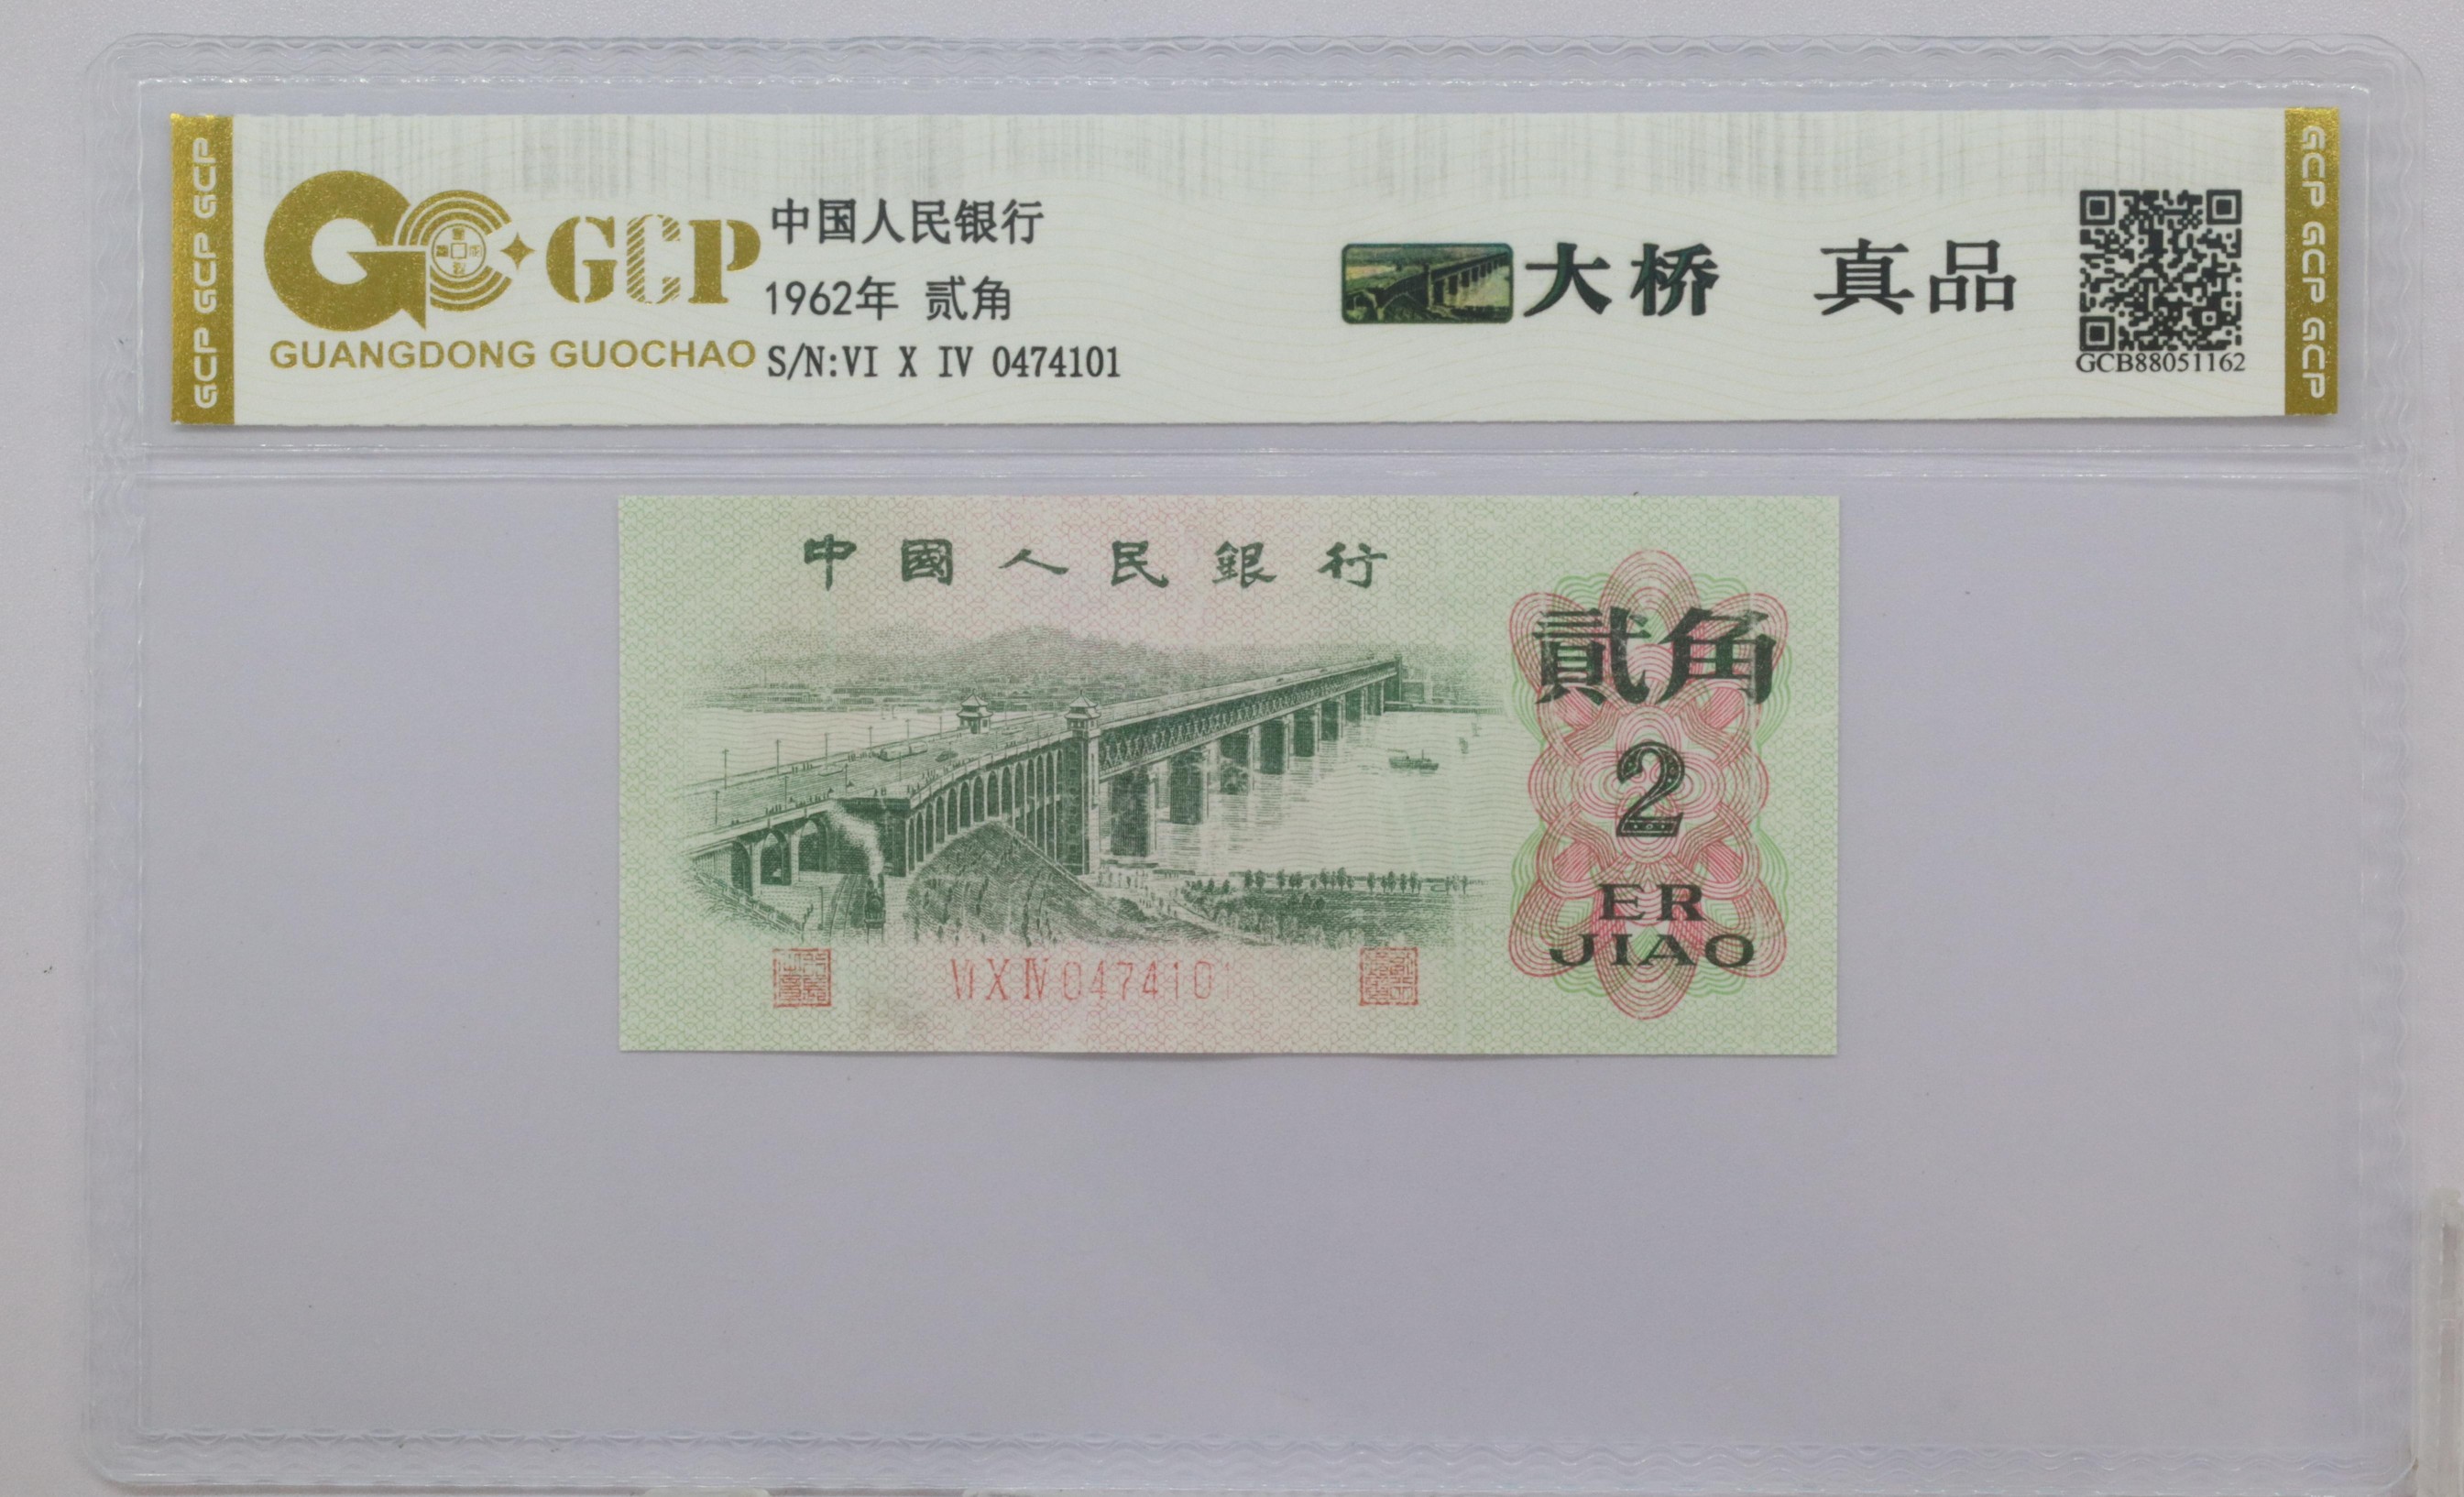 GCP GCP GCP
GCP
GUANGDONG GUOCHAO
中国人民银行
1962年 贰角
S/N:VI X IV 0474101
大桥 真品
GCB88051162
GCP GCP GCP
中國人民銀行
貳角
2
ER
JIAO
VI X IV 0474101